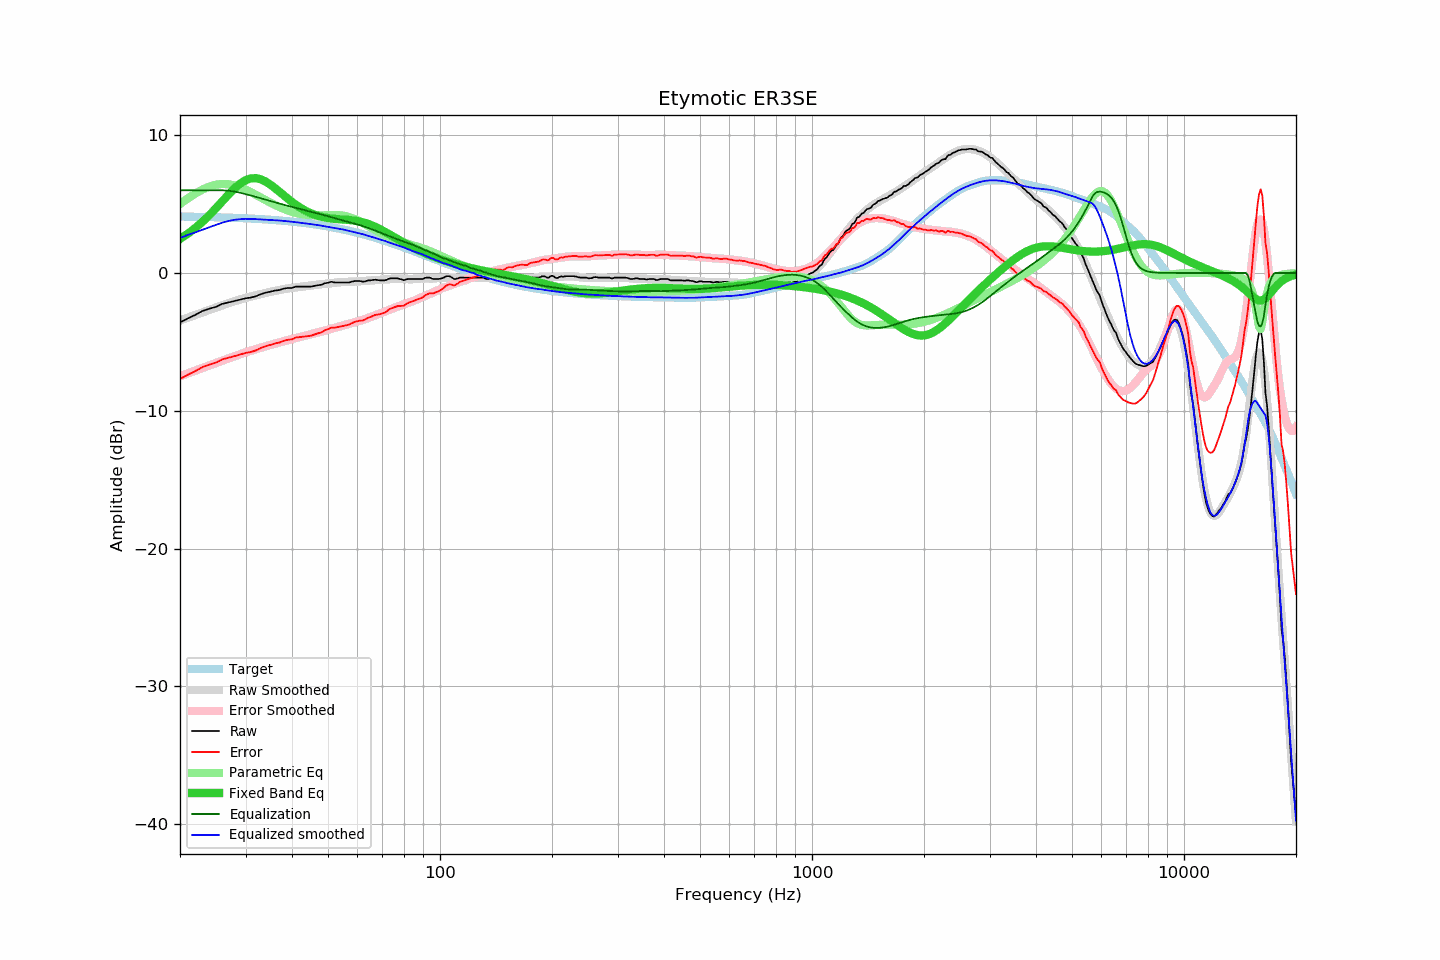 Etymotic ER3SE
10
0
−10
−20
−30
−40
Amplitude (dBr)
Target
Raw Smoothed
Error Smoothed
Raw
Error
Parametric Eq
Fixed Band Eq
Equalization
Equalized smoothed
100
1000
10000
Frequency (Hz)